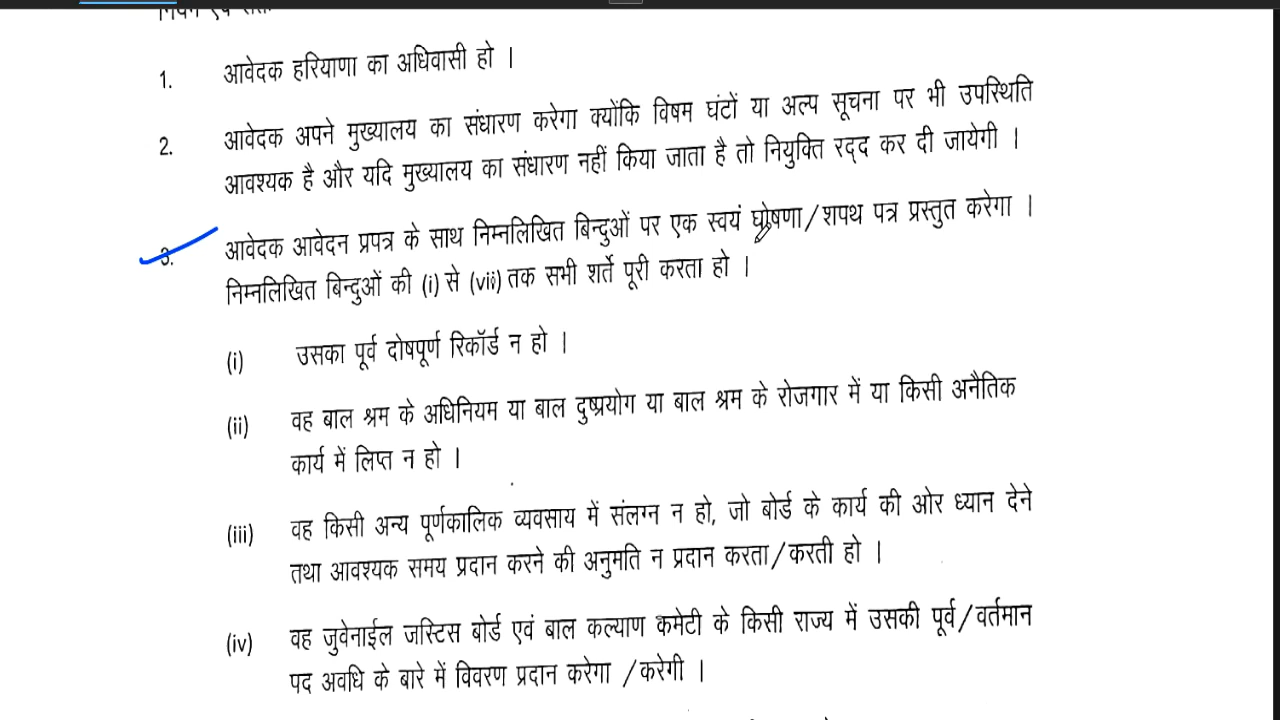 नियम एवं शर्तें
1. आवेदक हरियाणा का अधिवासी हो ।
2. आवेदक अपने मुख्यालय का संधारण करेगा क्योंकि विषम घंटों या अल्प सूचना पर भी उपस्थिति
आवश्यक है और यदि मुख्यालय का संधारण नहीं किया जाता है तो नियुक्ति रद्द कर दी जायेगी ।
3. आवेदक आवेदन प्रपत्र के साथ निम्नलिखित बिन्दुओं पर एक स्वयं घोषणा/शपथ पत्र प्रस्तुत करेगा ।
निम्नलिखित बिन्दुओं की (i) से (vii) तक सभी शर्ते पूरी करता हो ।
(i) उसका पूर्व दोषपूर्ण रिकॉर्ड न हो ।
(ii) वह बाल श्रम के अधिनियम या बाल दुष्प्रयोग या बाल श्रम के रोजगार में या किसी अनैतिक
कार्य में लिप्त न हो ।
(iii) वह किसी अन्य पूर्णकालिक व्यवसाय में संलग्न न हो, जो बोर्ड के कार्य की ओर ध्यान देने
तथा आवश्यक समय प्रदान करने की अनुमति न प्रदान करता/करती हो ।
(iv) वह जुवेनाईल जस्टिस बोर्ड एवं बाल कल्याण कमेटी के किसी राज्य में उसकी पूर्व/वर्तमान
पद अवधि के बारे में विवरण प्रदान करेगा /करेगी ।